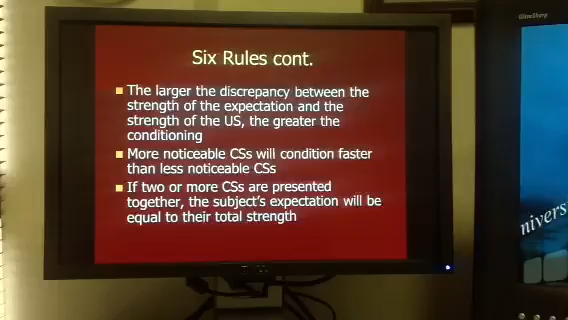 Six Rules cont.
The larger the discrepancy between the
strength of the expectation and the
strength of the US, the greater the
conditioning
More noticeable CSs will condition faster
than less noticeable CSs
If two or more CSs are presented
together, the subject's expectation will be
equal to their total strength
nivers